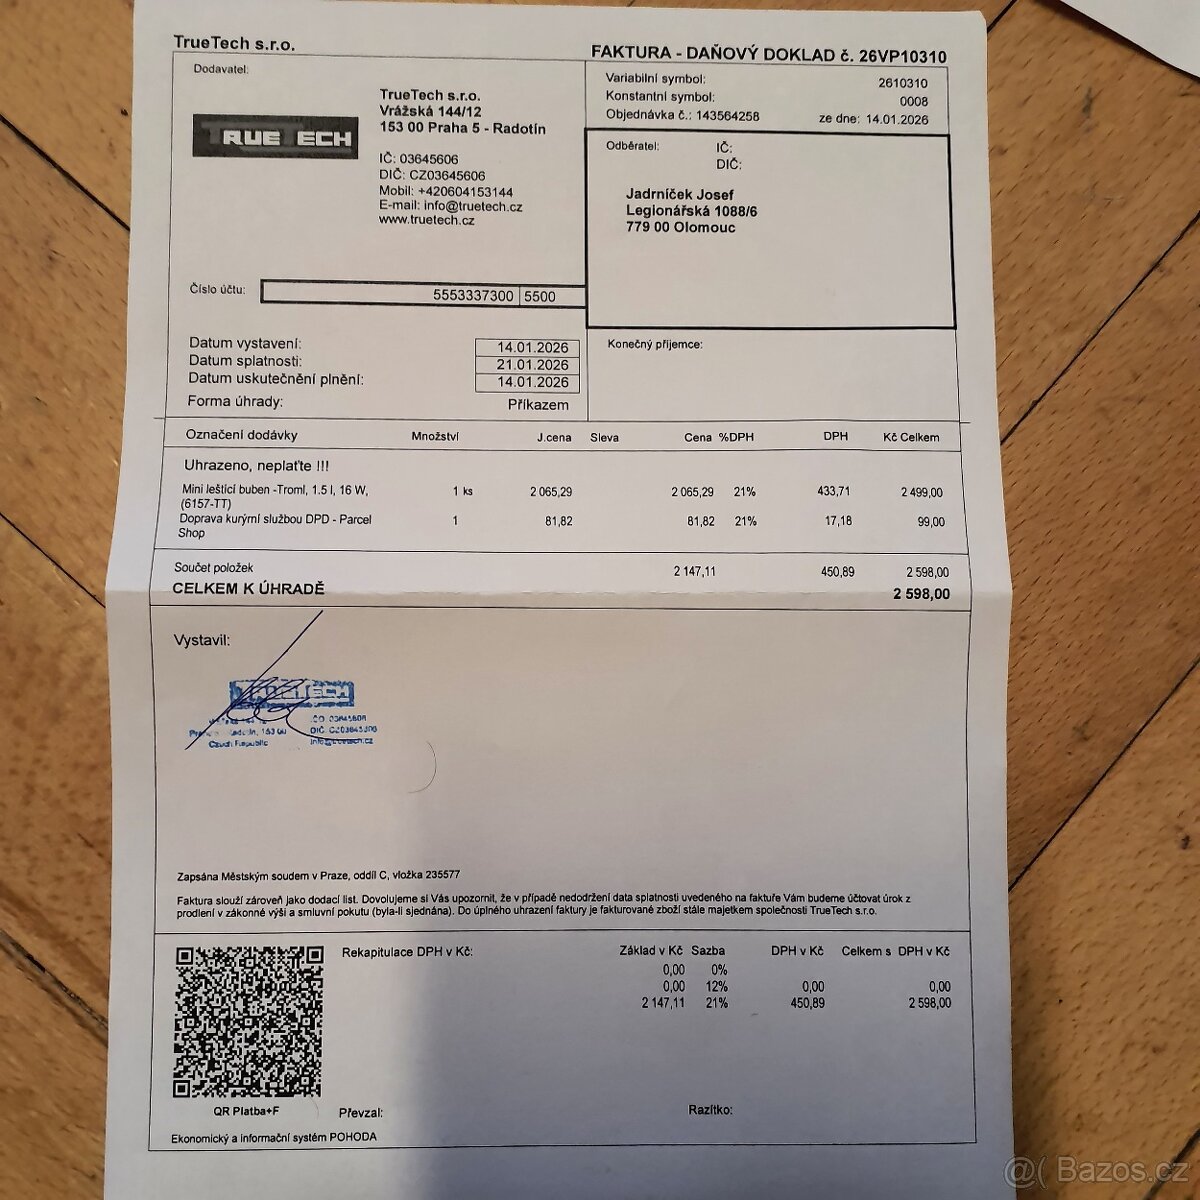 TrueTech s.r.o.
FAKTURA - DAŇOVÝ DOKLAD č. 26VP10310
Dodavatel:
TRUE TECH
TrueTech s.r.o.
Vrážská 144/12
153 00 Praha 5 - Radotín
IČ: 03645606
DIČ: CZ03645606
Mobil: +420604153144
E-mail: info@truetech.cz
www.truetech.cz
Variabilní symbol: 2610310
Konstantní symbol: 0008
Objednávka č.: 143564258 ze dne: 14.01.2026
Odběratel: IČ:
DIČ:
Jadrníček Josef
Legionářská 1088/6
779 00 Olomouc
Číslo účtu: 5553337300 5500
Datum vystavení: 14.01.2026
Datum splatnosti: 21.01.2026
Datum uskutečnění plnění: 14.01.2026
Forma úhrady: Příkazem
Konečný příjemce:
Označení dodávky Množství J.cena Sleva Cena %DPH DPH Kč Celkem
Uhrazeno, neplaťte !!!
Mini leštící buben -Troml, 1.5 l, 16 W, 1 ks 2 065,29 2 065,29 21% 433,71 2 499,00
(6157-TT)
Doprava kurýrní službou DPD - Parcel 1 81,82 81,82 21% 17,18 99,00
Shop
Součet položek 2 147,11 450,89 2 598,00
CELKEM K ÚHRADĚ 2 598,00
Vystavil:
TRUETECH
153 00
Czech Republic
info@truetech.cz
Zapsána Městským soudem v Praze, oddíl C, vložka 235577
Faktura slouží zároveň jako dodací list. Dovolujeme si Vás upozornit, že v případě nedodržení data splatnosti uvedeného na faktuře Vám budeme účtovat úrok z
prodlení v zákonné výši a smluvní pokutu (byla-li sjednána). Do úplného uhrazení faktury je fakturované zboží stále majetkem společnosti TrueTech s.r.o.
Rekapitulace DPH v Kč: Základ v Kč Sazba DPH v Kč Celkem s DPH v Kč
0,00 0%
0,00 12% 0,00 0,00
2 147,11 21% 450,89 2 598,00
QR Platba+F
Převzal:
Razítko:
Ekonomický a informační systém POHODA
@( Bazos.cz